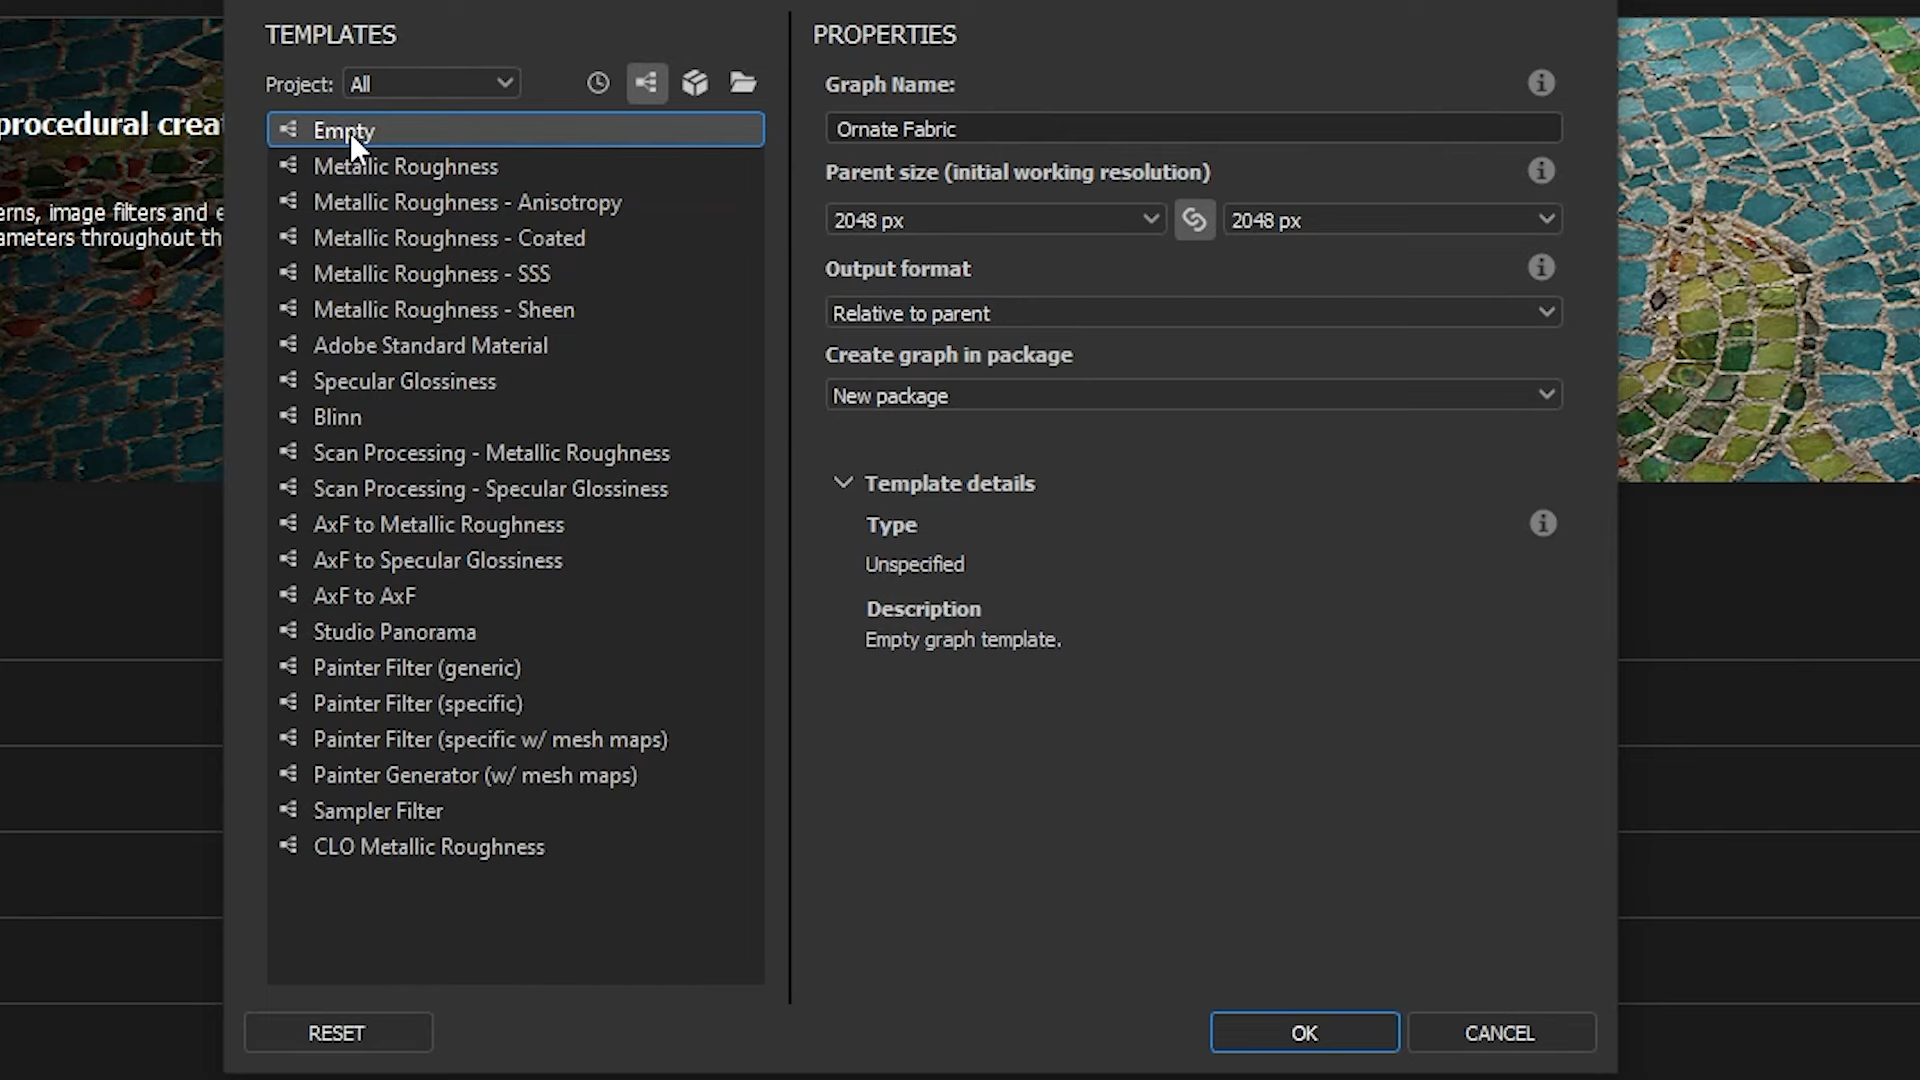 TEMPLATES
Project: All
Empty
Metallic Roughness
Metallic Roughness - Anisotropy
Metallic Roughness - Coated
Metallic Roughness - SSS
Metallic Roughness - Sheen
Adobe Standard Material
Specular Glossiness
Blinn
Scan Processing - Metallic Roughness
Scan Processing - Specular Glossiness
AxF to Metallic Roughness
AxF to Specular Glossiness
AxF to AxF
Studio Panorama
Painter Filter (generic)
Painter Filter (specific)
Painter Filter (specific w/ mesh maps)
Painter Generator (w/ mesh maps)
Sampler Filter
CLO Metallic Roughness
RESET
PROPERTIES
Graph Name:
Ornate Fabric
Parent size (initial working resolution)
2048 px 2048 px
Output format
Relative to parent
Create graph in package
New package
Template details
Type
Unspecified
Description
Empty graph template.
OK CANCEL
procedural
image filters and
throughout